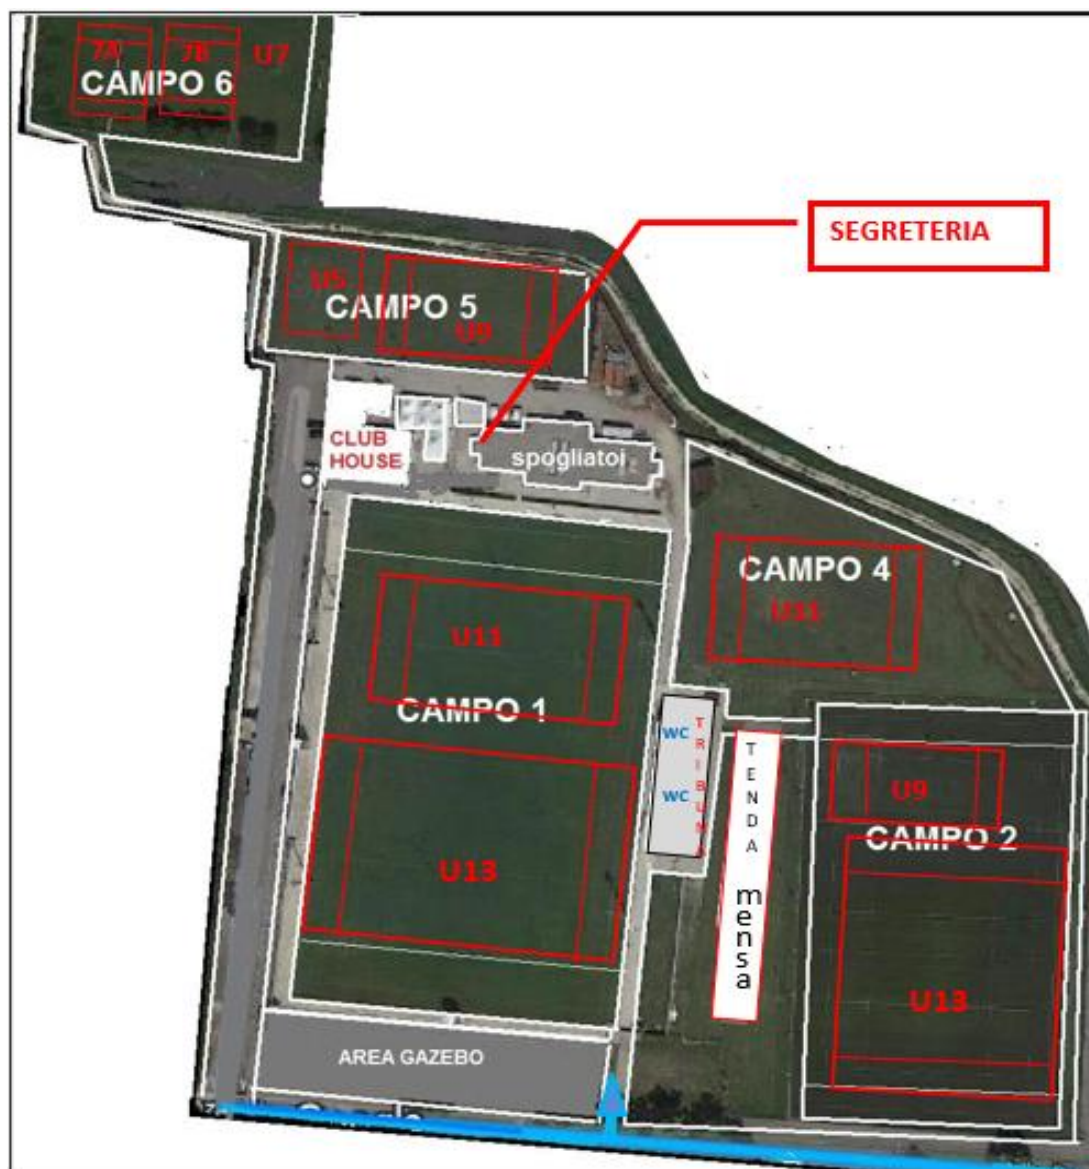 7A 7B U7
CAMPO 6
SEGRETERIA
U5
CAMPO 5
U9
CLUB
HOUSE
spogliatoi
CAMPO 4
U11
U11
CAMPO 1
WC
WC
TRIBUNA
TENDA mensa
U9
CAMPO 2
U13
U13
AREA GAZEBO